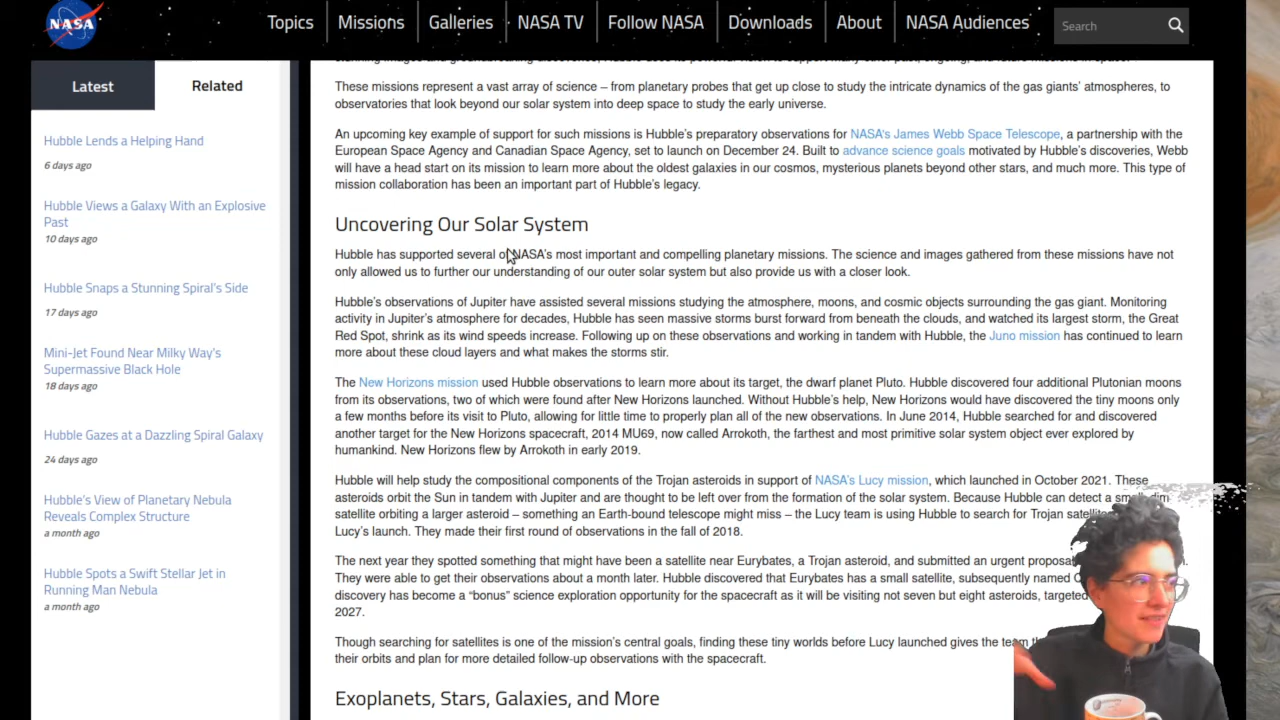 NASA
Topics
Missions
Galleries
NASA TV
Follow NASA
Downloads
About
NASA Audiences
Search
Latest
Related
Hubble Lends a Helping Hand
6 days ago
Hubble Views a Galaxy With an Explosive
Past
10 days ago
Hubble Snaps a Stunning Spiral's Side
17 days ago
Mini-Jet Found Near Milky Way's
Supermassive Black Hole
18 days ago
Hubble Gazes at a Dazzling Spiral Galaxy
24 days ago
Hubble's View of Planetary Nebula
Reveals Complex Structure
a month ago
Hubble Spots a Swift Stellar Jet in
Running Man Nebula
a month ago
These missions represent a vast array of science – from planetary probes that get up close to study the intricate dynamics of the gas giants' atmospheres, to
observatories that look beyond our solar system into deep space to study the early universe.
An upcoming key example of support for such missions is Hubble's preparatory observations for NASA's James Webb Space Telescope, a partnership with the
European Space Agency and Canadian Space Agency, set to launch on December 24. Built to advance science goals motivated by Hubble's discoveries, Webb
will have a head start on its mission to learn more about the oldest galaxies in our cosmos, mysterious planets beyond other stars, and much more. This type of
mission collaboration has been an important part of Hubble's legacy.
Uncovering Our Solar System
Hubble has supported several of NASA's most important and compelling planetary missions. The science and images gathered from these missions have not
only allowed us to further our understanding of our outer solar system but also provide us with a closer look.
Hubble's observations of Jupiter have assisted several missions studying the atmosphere, moons, and cosmic objects surrounding the gas giant. Monitoring
activity in Jupiter's atmosphere for decades, Hubble has seen massive storms burst forward from beneath the clouds, and watched its largest storm, the Great
Red Spot, shrink as its wind speeds increase. Following up on these observations and working in tandem with Hubble, the Juno mission has continued to learn
more about these cloud layers and what makes the storms stir.
The New Horizons mission used Hubble observations to learn more about its target, the dwarf planet Pluto. Hubble discovered four additional Plutonian moons
from its observations, two of which were found after New Horizons launched. Without Hubble's help, New Horizons would have discovered the tiny moons only
a few months before its visit to Pluto, allowing for little time to properly plan all of the new observations. In June 2014, Hubble searched for and discovered
another target for the New Horizons spacecraft, 2014 MU69, now called Arrokoth, the farthest and most primitive solar system object ever explored by
humankind. New Horizons flew by Arrokoth in early 2019.
Hubble will help study the compositional components of the Trojan asteroids in support of NASA's Lucy mission, which launched in October 2021. These
asteroids orbit the Sun in tandem with Jupiter and are thought to be left over from the formation of the solar system. Because Hubble can detect a small, dim
satellite orbiting a larger asteroid – something an Earth-bound telescope might miss – the Lucy team is using Hubble to search for Trojan
Lucy's launch. They made their first round of observations in the fall of 2018.
The next year they spotted something that might have been a satellite near Eurybates, a Trojan asteroid, and submitted an urgent
They were able to get their observations about a month later. Hubble discovered that Eurybates has a small satellite, subsequently named
discovery has become a “bonus” science exploration opportunity for the spacecraft as it will be visiting not seven but eight asteroids, targeted
2027.
Though searching for satellites is one of the mission's central goals, finding these tiny worlds before Lucy launched gives the team
their orbits and plan for more detailed follow-up observations with the spacecraft.
Exoplanets, Stars, Galaxies, and More